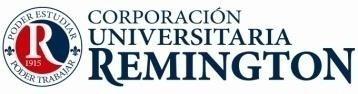 PODER ESTUDIAR
R
1915
PODER TRABAJAR
CORPORACIÓN
UNIVERSITARIA
REMINGTON